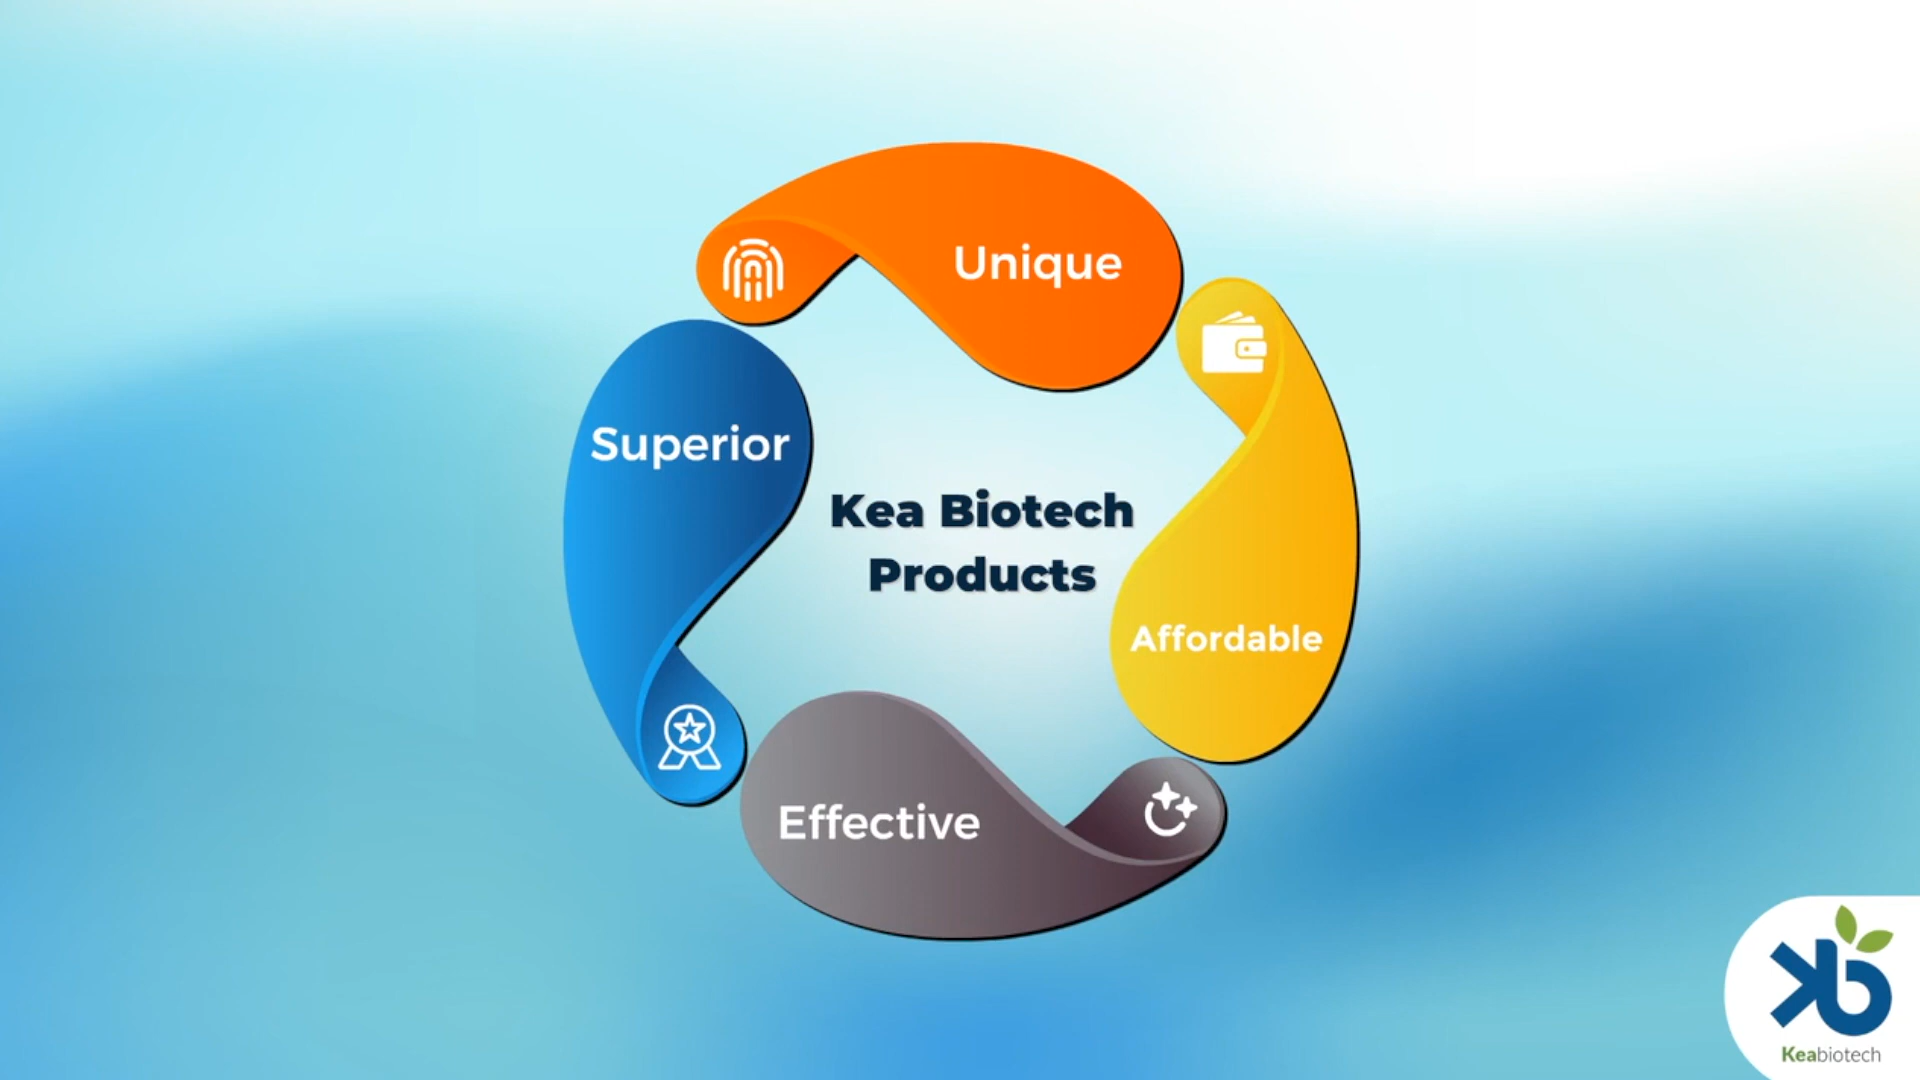 Unique
Superior
Kea Biotech
Products
Affordable
Effective
Keabiotech